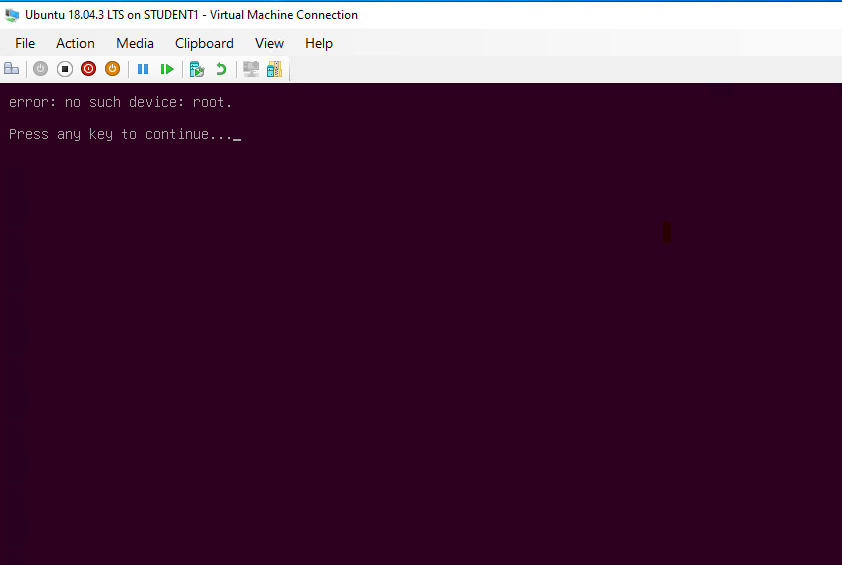 Ubuntu 18.04.3 LTS on STUDENT1 - Virtual Machine Connection
File Action Media Clipboard View Help
error: no such device: root.
Press any key to continue..._